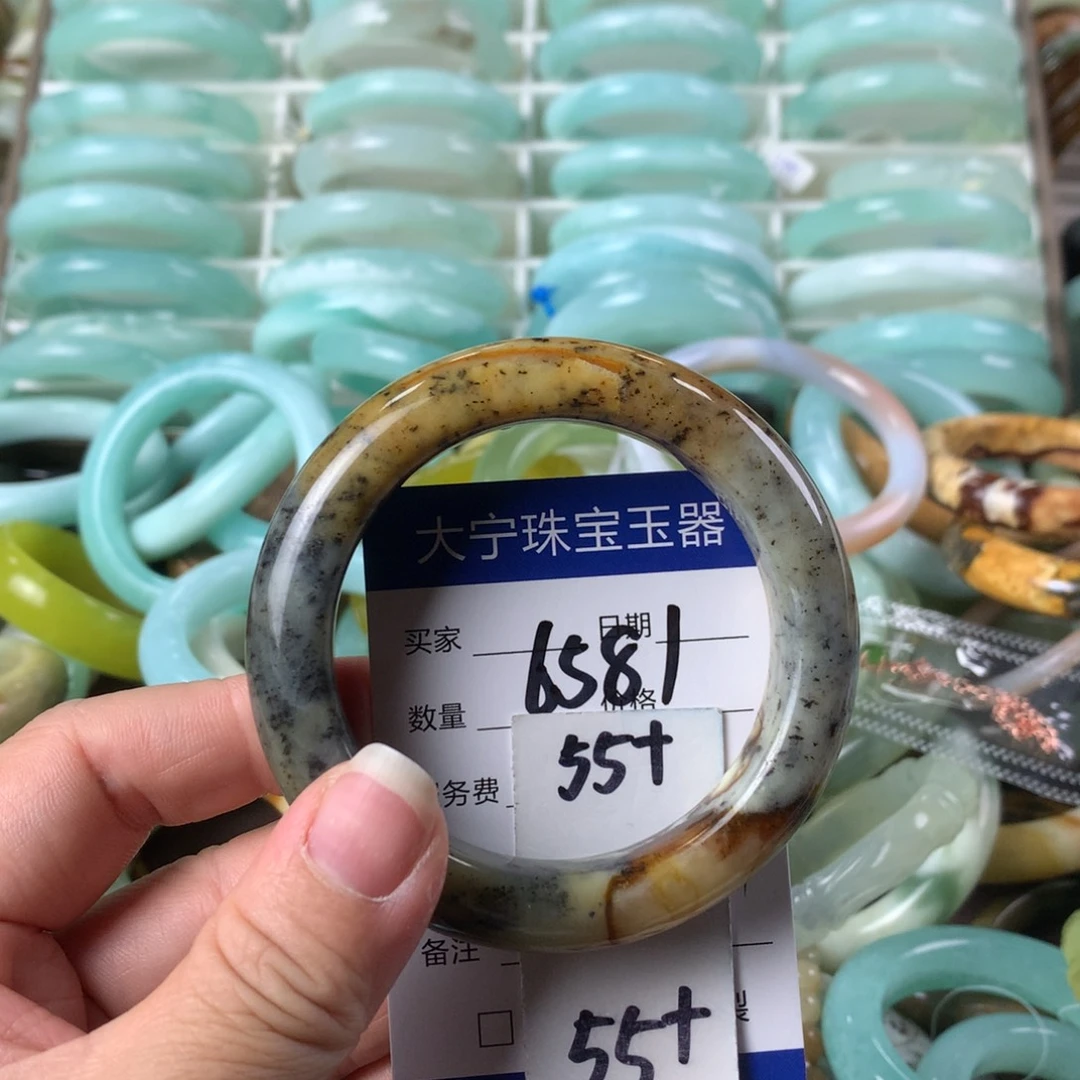 大宁珠宝玉器
买家 日期
6581
数量 价格
55+
务费
备注
55+